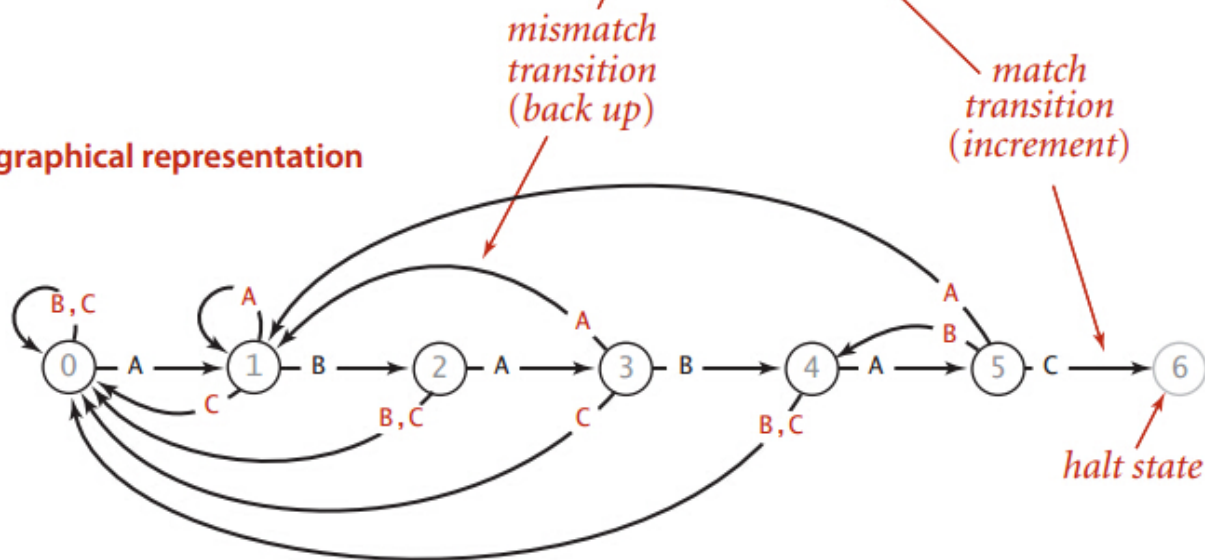 mismatch
transition
(back up)
match
transition
(increment)
graphical representation
B,C
A
A
A
B
0
A
1
B
2
A
3
B
4
A
5
C
6
C
B,C
C
B,C
halt state